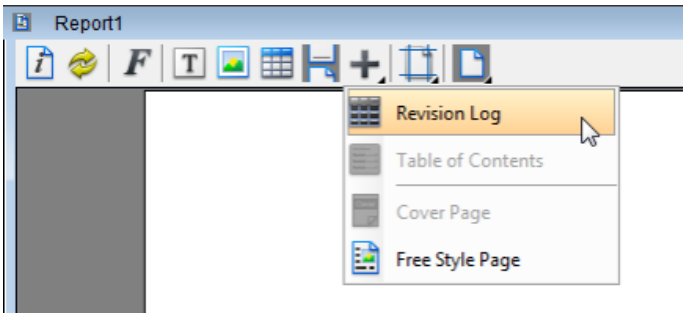 Report1
i F T
Revision Log
Table of Contents
Cover Page
Free Style Page